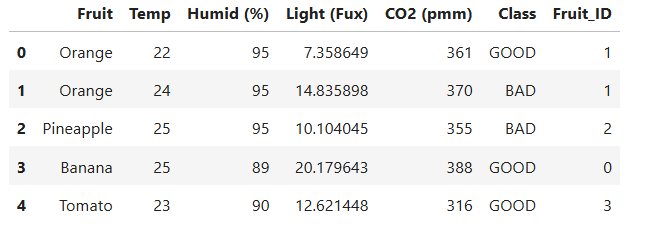 Fruit Temp Humid (%) Light (Fux) CO2 (pmm) Class Fruit_ID
0 Orange 22 95 7.358649 361 GOOD 1
1 Orange 24 95 14.835898 370 BAD 1
2 Pineapple 25 95 10.104045 355 BAD 2
3 Banana 25 89 20.179643 388 GOOD 0
4 Tomato 23 90 12.621448 316 GOOD 3